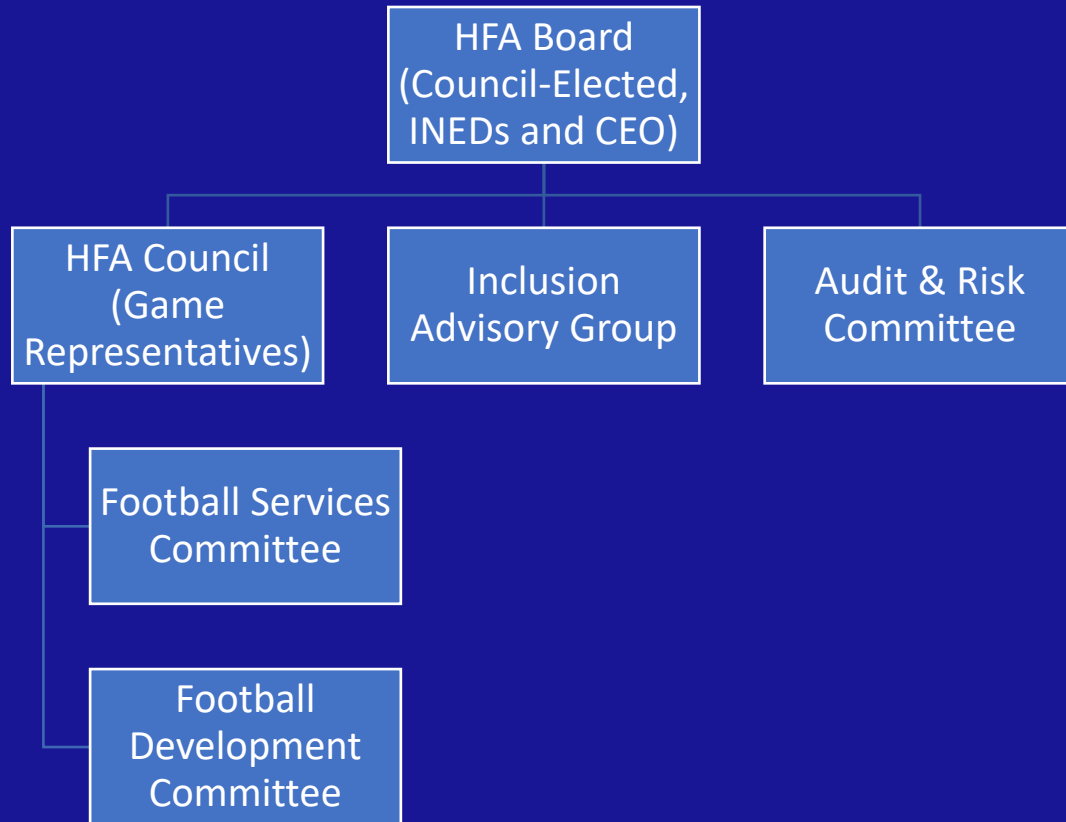 HFA Board
(Council-Elected,
INEDs and CEO)
HFA Council
(Game
Representatives)
Inclusion
Advisory Group
Audit & Risk
Committee
Football Services
Committee
Football
Development
Committee